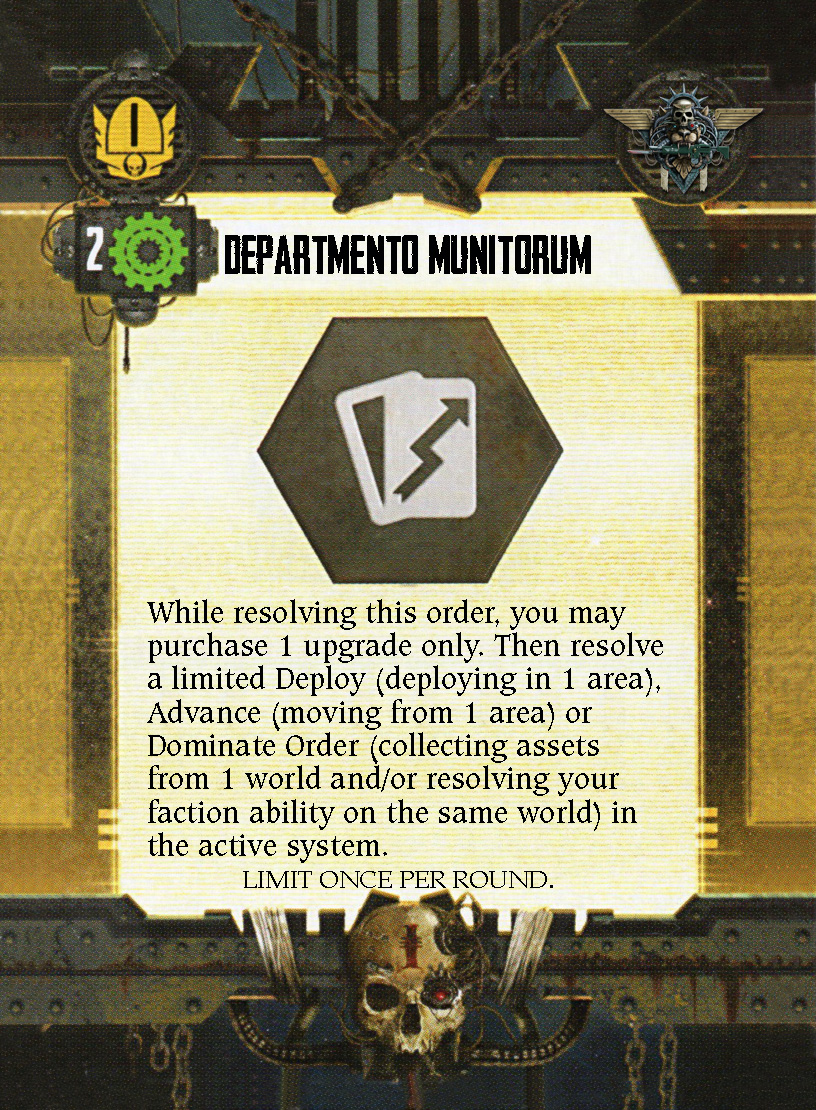 1
2
DEPARTMENTO MUNITORUM
While resolving this order, you may
purchase 1 upgrade only. Then resolve
a limited Deploy (deploying in 1 area),
Advance (moving from 1 area) or
Dominate Order (collecting assets
from 1 world and/or resolving your
faction ability on the same world) in
the active system.
LIMIT ONCE PER ROUND.
I